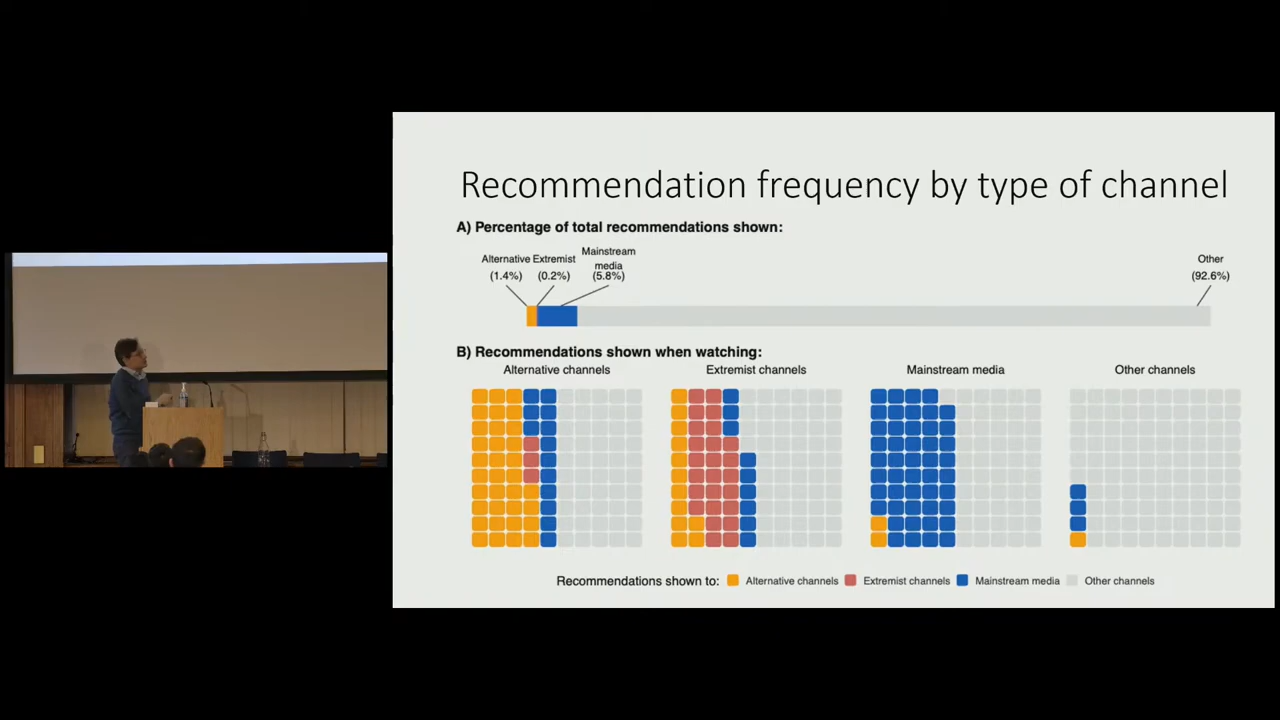 Recommendation frequency by type of channel
A) Percentage of total recommendations shown:
Alternative (1.4%)
Extremist (0.2%)
Mainstream
media
(5.8%)
Other
(92.6%)
B) Recommendations shown when watching:
Alternative channels
Extremist channels
Mainstream media
Other channels
Recommendations shown to: Alternative channels Extremist channels Mainstream media Other channels